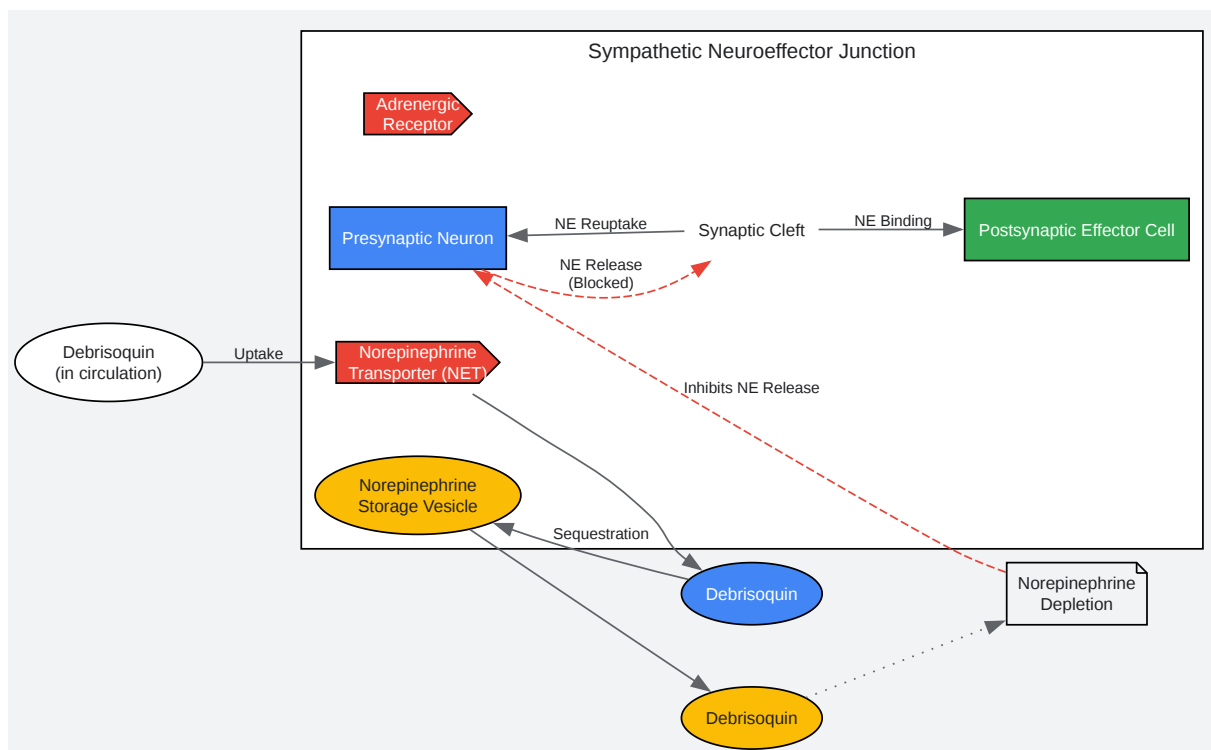 Sympathetic Neuroeffector Junction
Adrenergic
Receptor
Presynaptic Neuron
NE Reuptake
Synaptic Cleft
NE Binding
Postsynaptic Effector Cell
NE Release
(Blocked)
Debrisoquin
(in circulation)
Uptake
Norepinephrine
Transporter (NET)
Inhibits NE Release
Norepinephrine
Storage Vesicle
Sequestration
Debrisoquin
Norepinephrine
Depletion
Debrisoquin